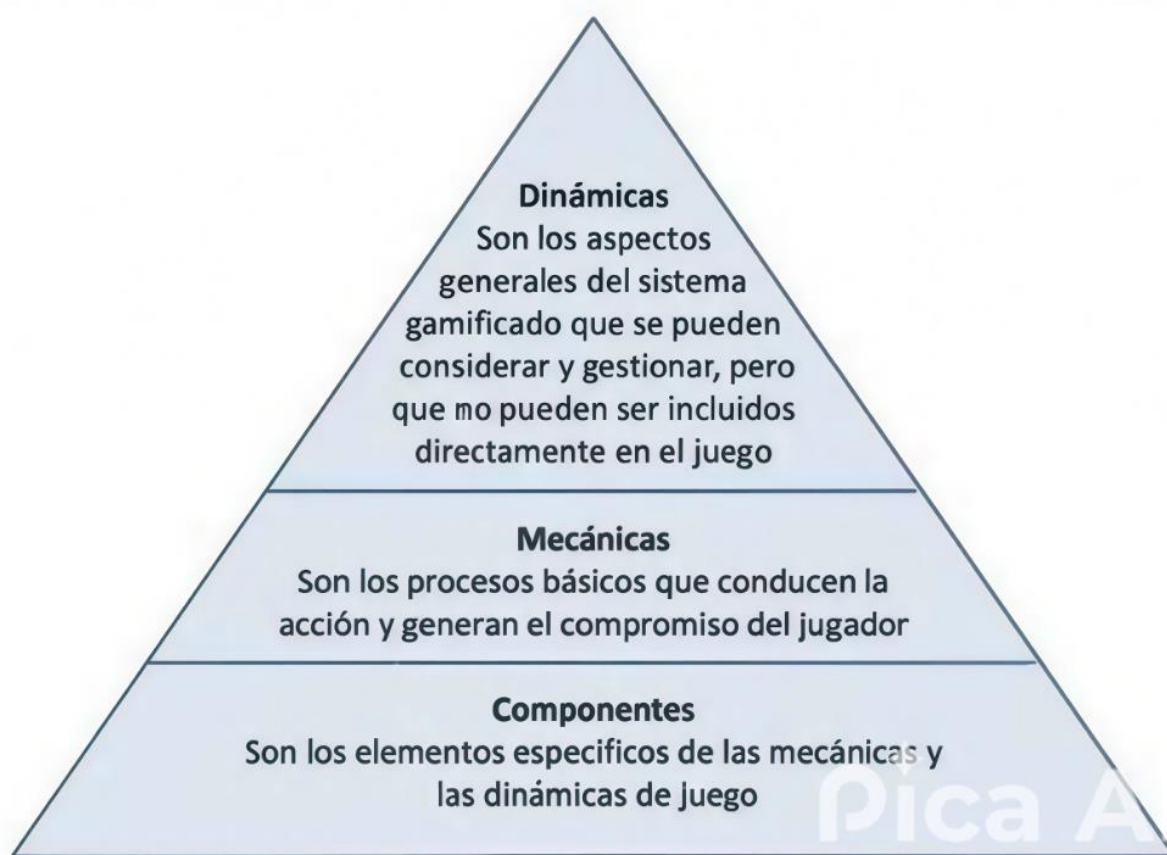 Dinámicas
Son los aspectos
generales del sistema
gamificado que se pueden
considerar y gestionar, pero
que mo pueden ser incluidos
directamente en el juego
Mecánicas
Son los procesos básicos que conducen la
acción y generan el compromiso del jugador
Componentes
Son los elementos especificos de las mecánicas y
las dinámicas de juego
Pica A